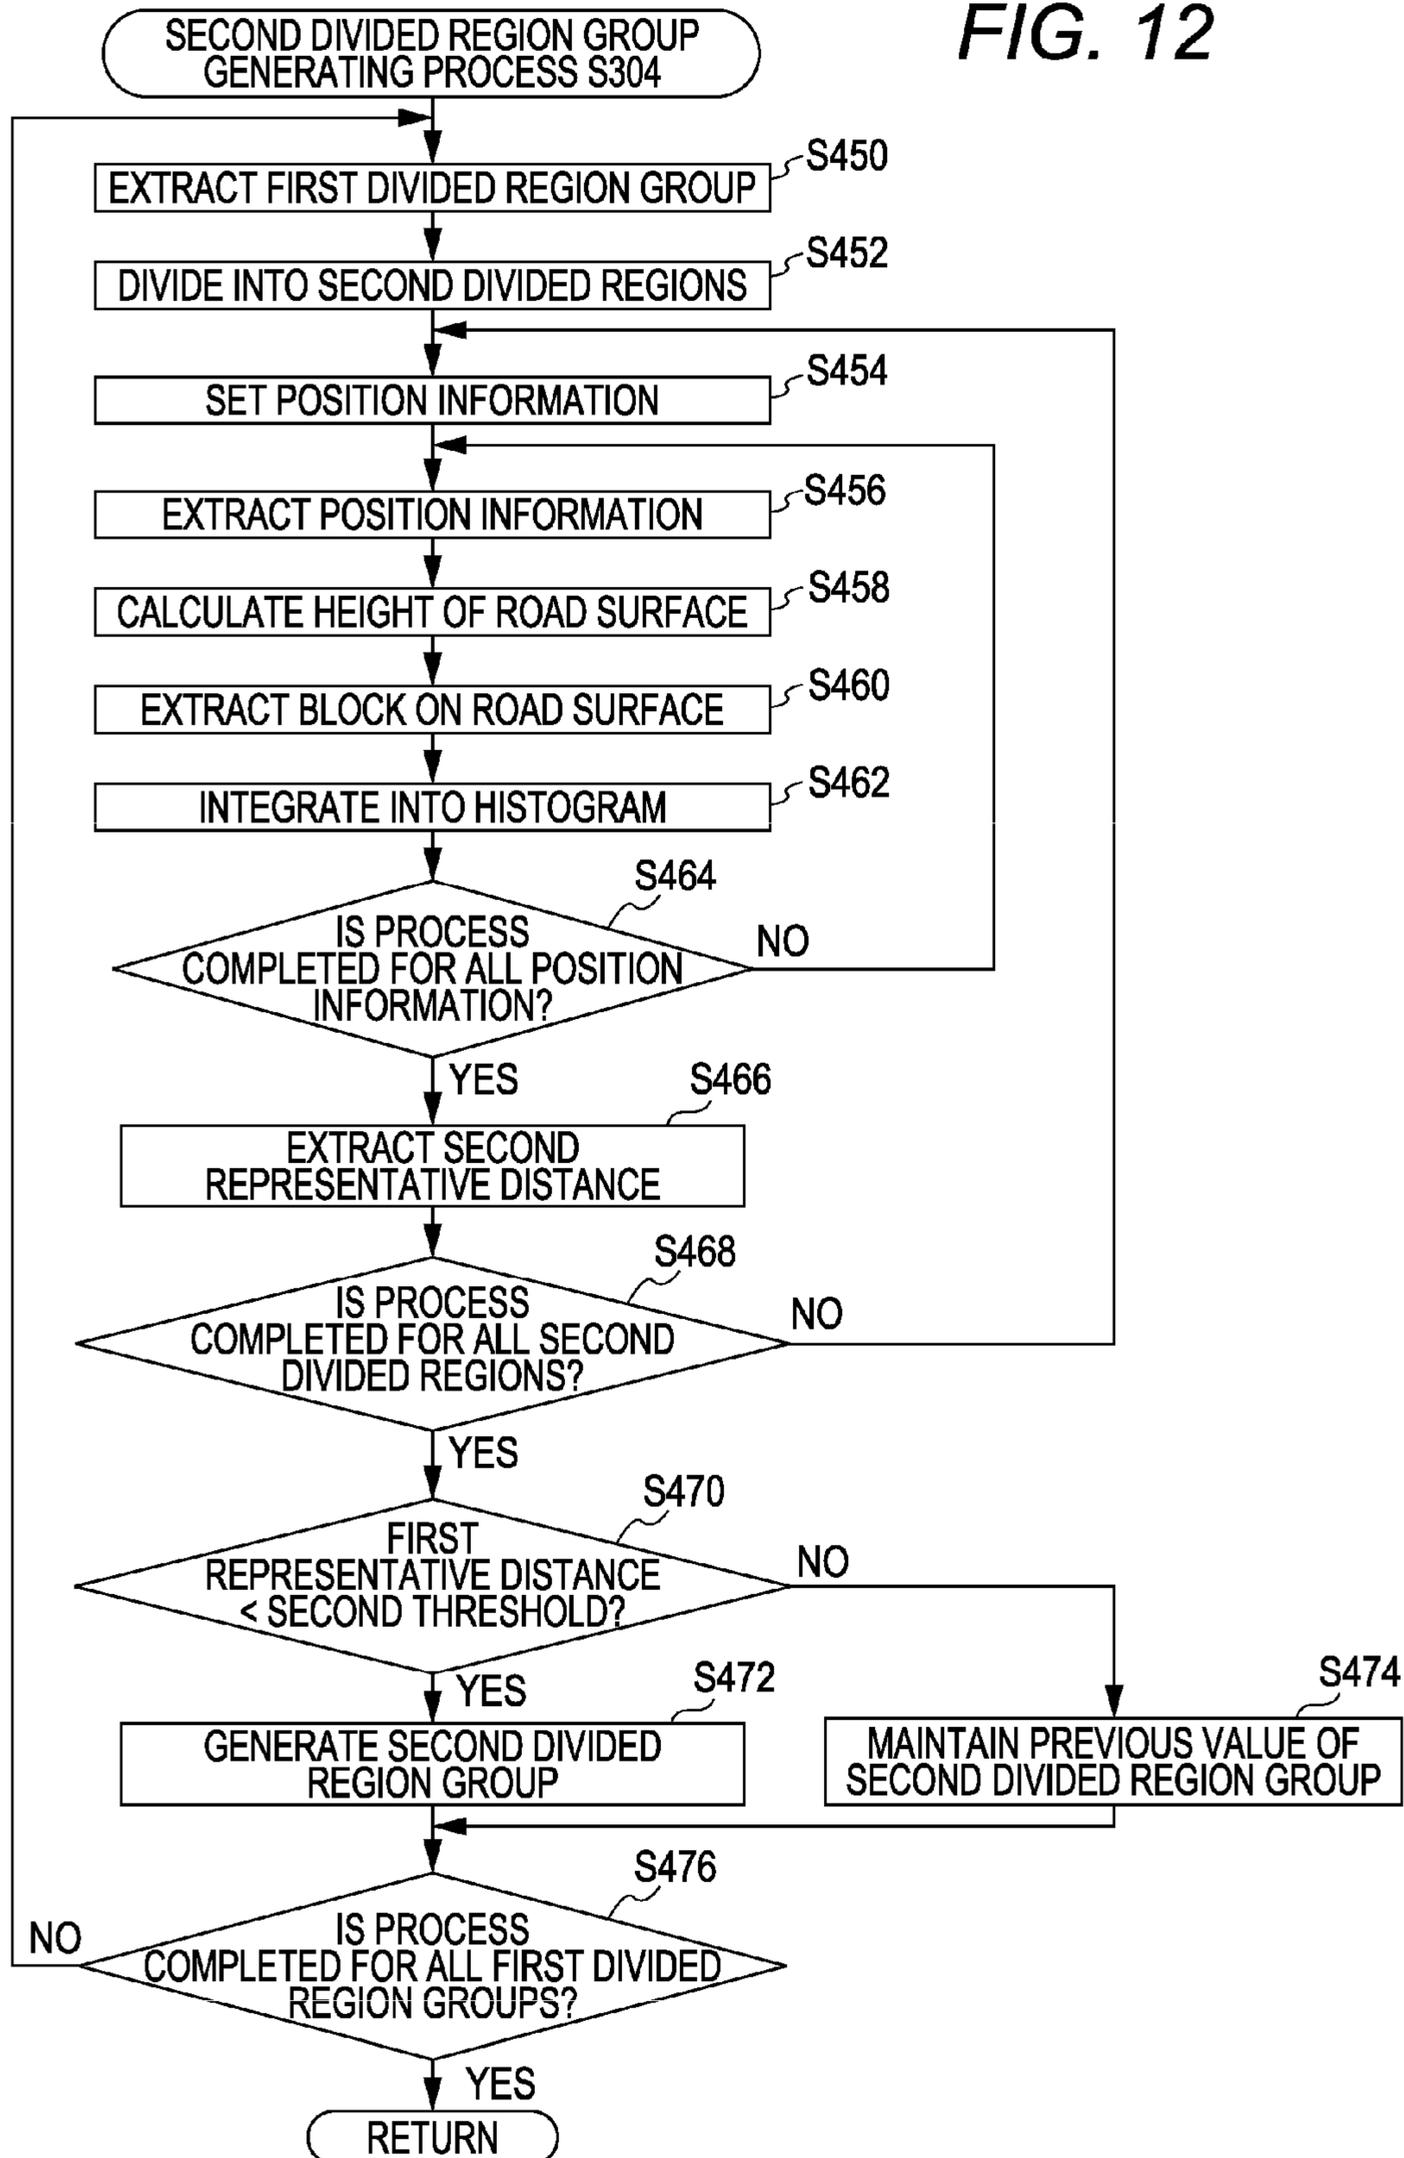 FIG. 12
SECOND DIVIDED REGION GROUP
GENERATING PROCESS S304
S450
EXTRACT FIRST DIVIDED REGION GROUP
S452
DIVIDE INTO SECOND DIVIDED REGIONS
S454
SET POSITION INFORMATION
S456
EXTRACT POSITION INFORMATION
S458
CALCULATE HEIGHT OF ROAD SURFACE
S460
EXTRACT BLOCK ON ROAD SURFACE
S462
INTEGRATE INTO HISTOGRAM
S464
IS PROCESS
COMPLETED FOR ALL POSITION
INFORMATION?
NO
YES
S466
EXTRACT SECOND
REPRESENTATIVE DISTANCE
S468
IS PROCESS
COMPLETED FOR ALL SECOND
DIVIDED REGIONS?
NO
YES
S470
FIRST
REPRESENTATIVE DISTANCE
< SECOND THRESHOLD?
NO
YES
S472
GENERATE SECOND DIVIDED
REGION GROUP
S474
MAINTAIN PREVIOUS VALUE OF
SECOND DIVIDED REGION GROUP
S476
IS PROCESS
COMPLETED FOR ALL FIRST DIVIDED
REGION GROUPS?
NO
YES
RETURN